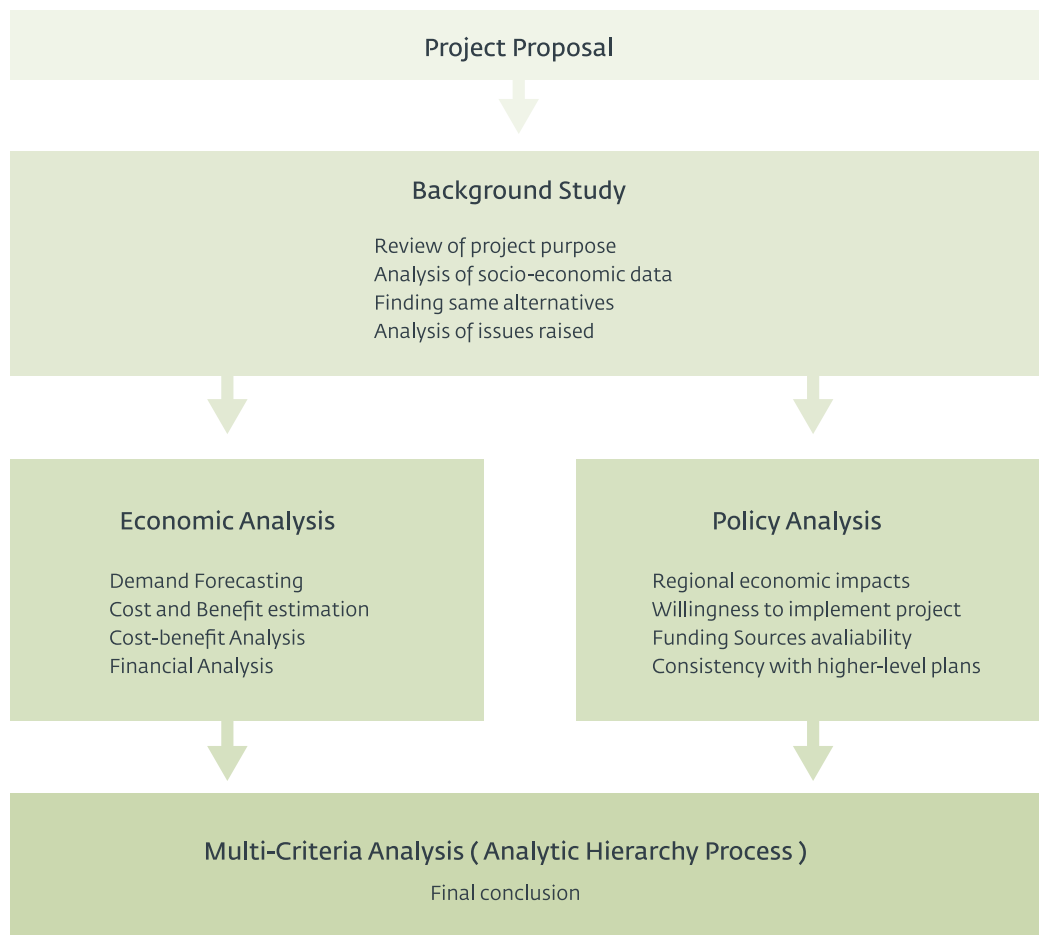 Project Proposal
Background Study
Review of project purpose
Analysis of socio-economic data
Finding same alternatives
Analysis of issues raised
Economic Analysis
Demand Forecasting
Cost and Benefit estimation
Cost-benefit Analysis
Financial Analysis
Policy Analysis
Regional economic impacts
Willingness to implement project
Funding Sources avaliability
Consistency with higher-level plans
Multi-Criteria Analysis ( Analytic Hierarchy Process )
Final conclusion